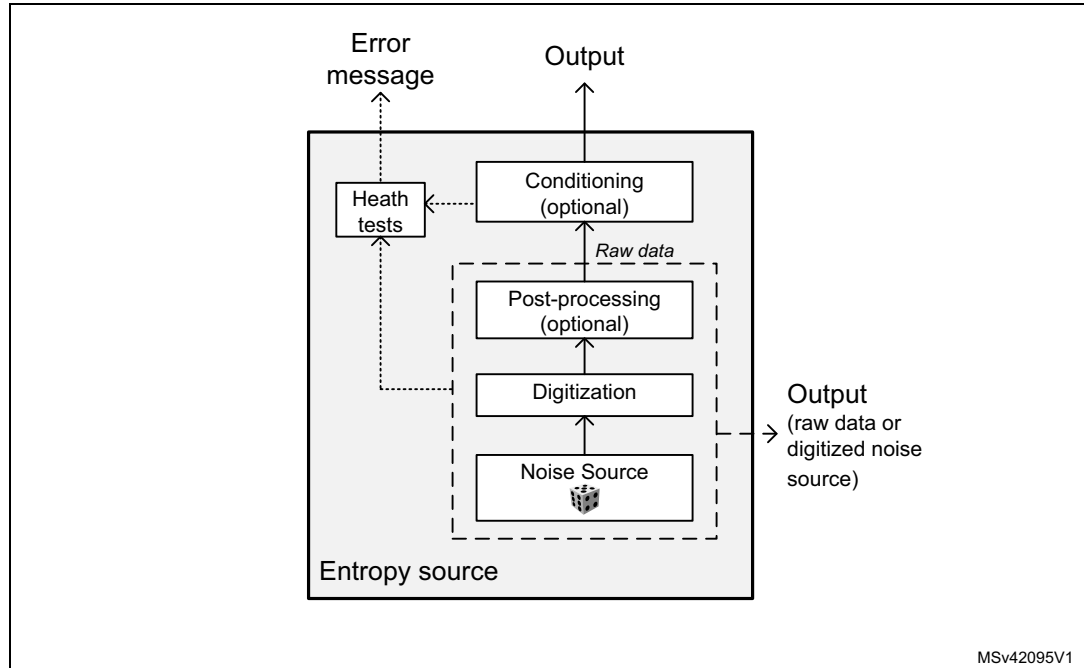 Error
message
Output
Conditioning
(optional)
Heath
tests
Raw data
Post-processing
(optional)
Digitization
Output
(raw data or
digitized noise
source)
Noise Source
Entropy source
MSv42095V1